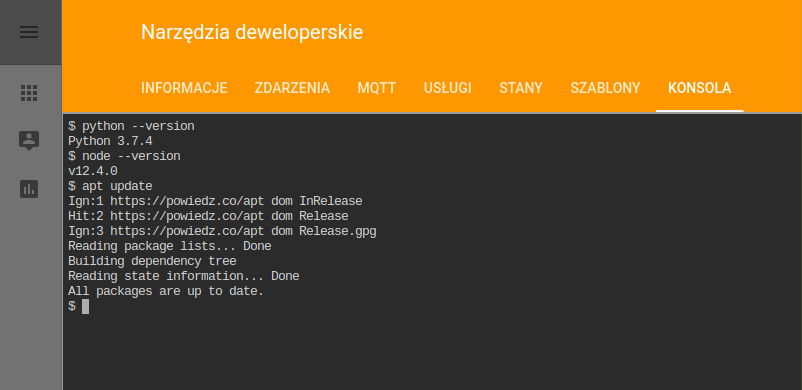 Narzędzia deweloperskie
INFORMACJE ZDARZENIA MQTT USŁUGI STANY SZABLONY KONSOLA
$ python --version
Python 3.7.4
$ node --version
v12.4.0
$ apt update
Ign:1 https://powiedz.co/apt dom InRelease
Hit:2 https://powiedz.co/apt dom Release
Ign:3 https://powiedz.co/apt dom Release.gpg
Reading package lists... Done
Building dependency tree
Reading state information... Done
All packages are up to date.
$